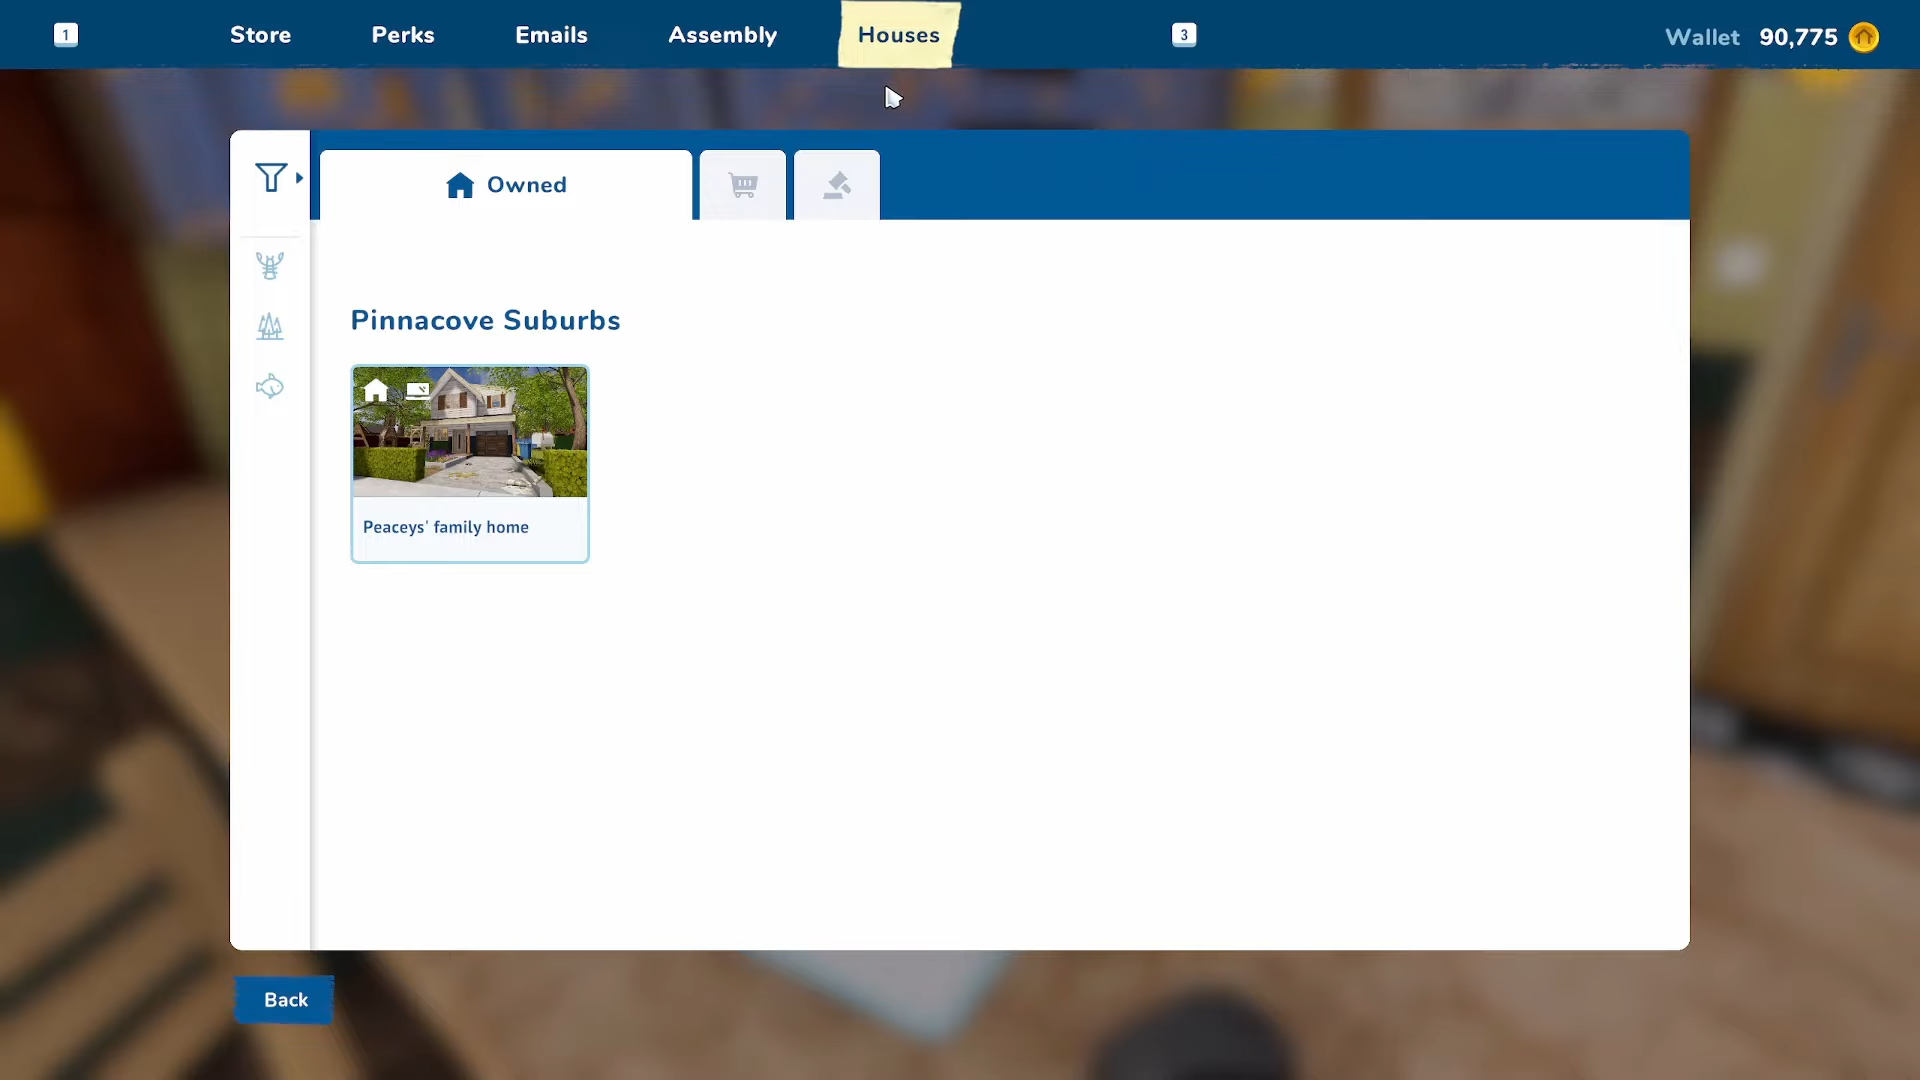 1
Store
Perks
Emails
Assembly
Houses
3
Wallet 90,775
Owned
Pinnacove Suburbs
Peaceys' family home
Back